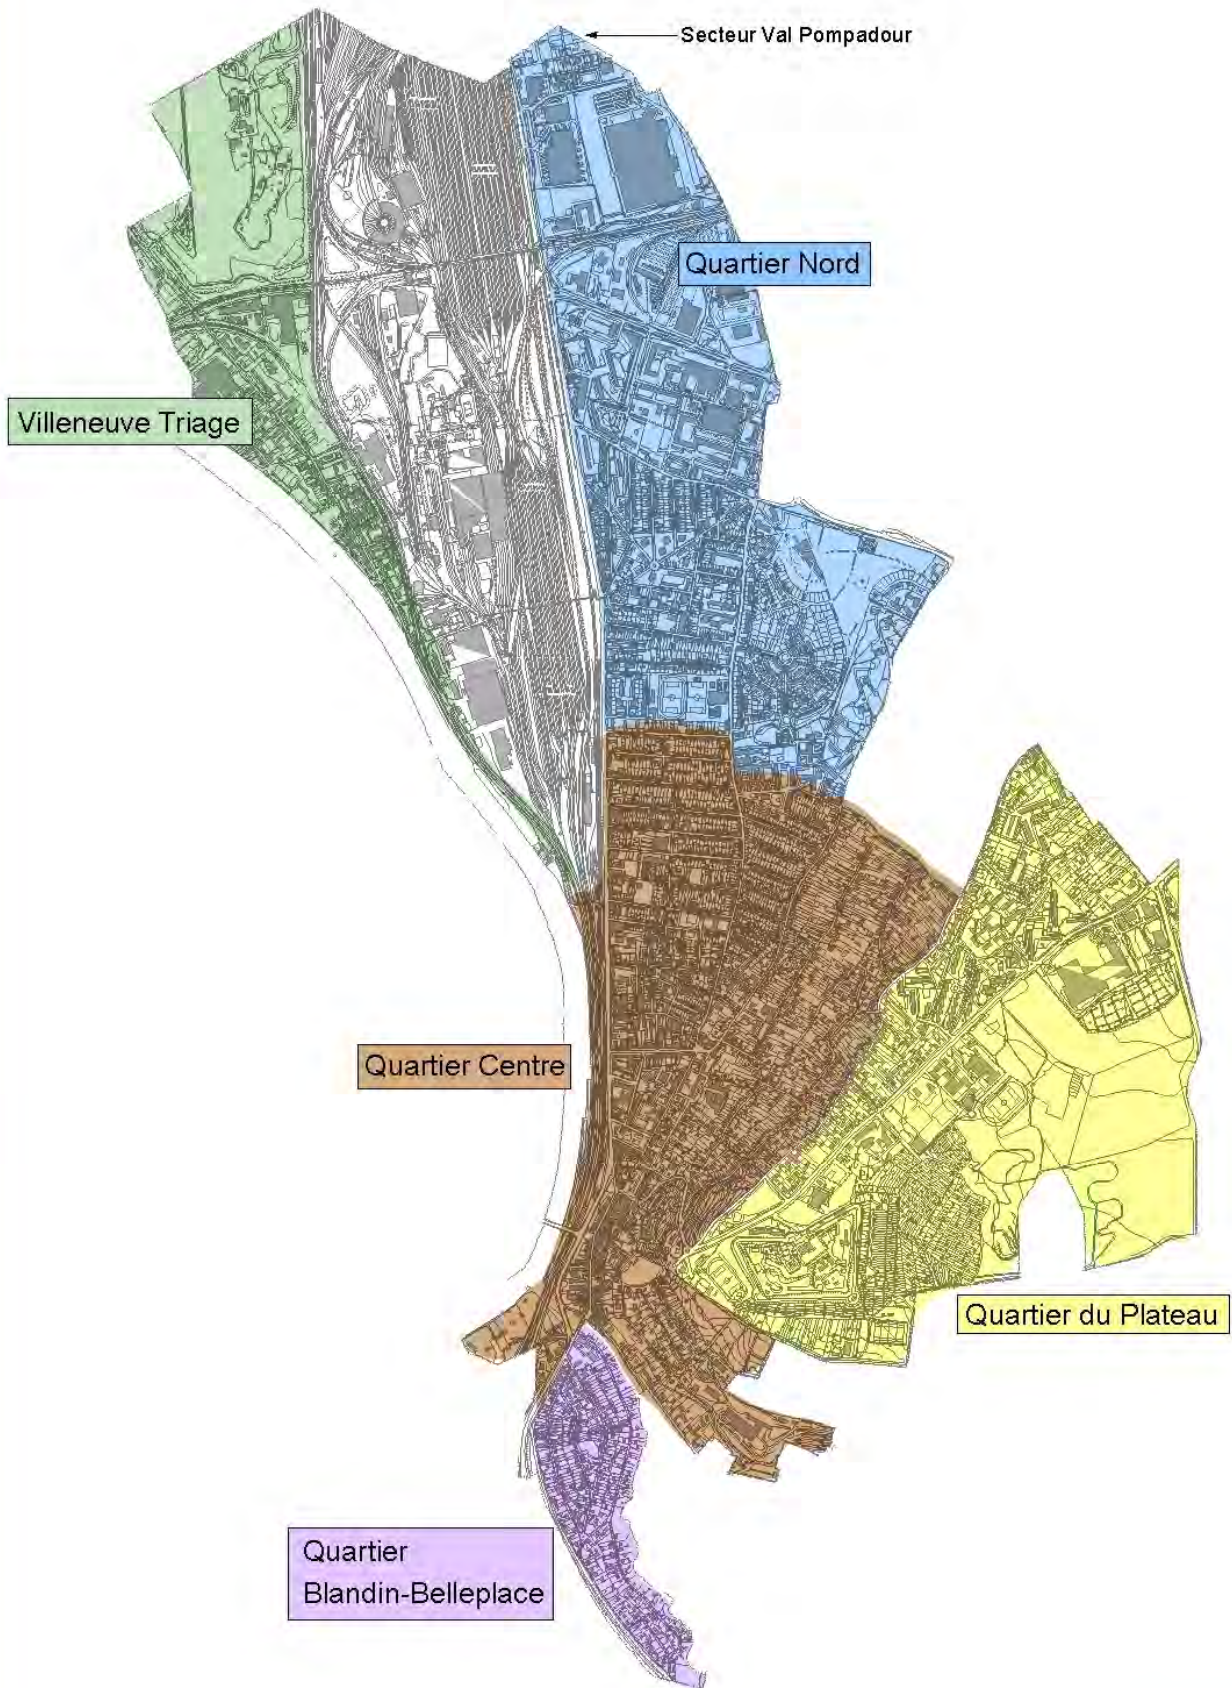 Secteur Val Pompadour
Quartier Nord
Villeneuve Triage
Quartier Centre
Quartier du Plateau
Quartier
Blandin-Belleplace